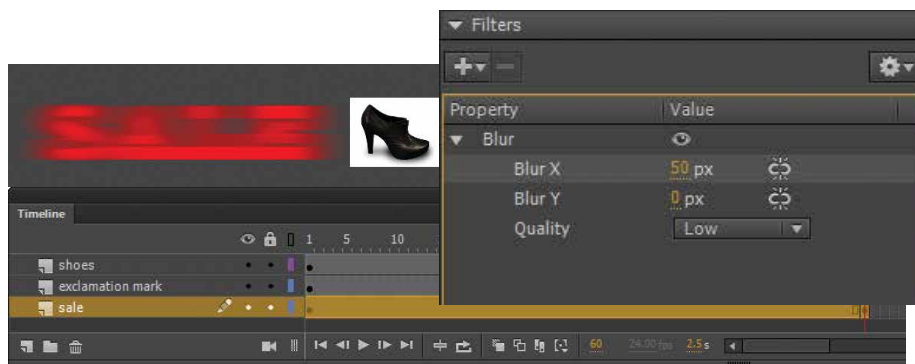 Filters
Property Value
Blur
Blur X 50 px
Blur Y 0 px
Quality Low
SALE
Timeline
1 5 10
shoes
exclamation mark
sale
60 24.00 fps 2.5 s